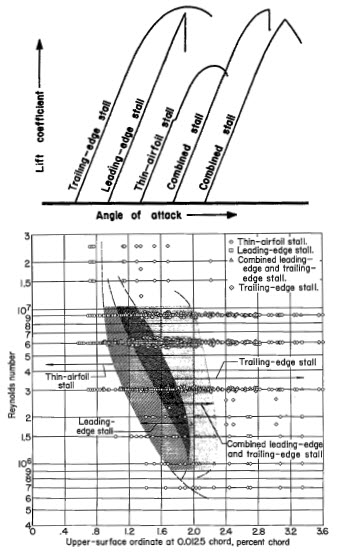 Lift coefficient
Trailing-edge stall
Leading-edge stall
Thin-airfoil stall
Combined stall
Combined stall
Angle of attack
Reynolds number
3
2
1.5
10⁷
9
8
7
6
5
4
3
2
1.5
10⁶
9
8
7
6
5
4
Thin-airfoil stall.
Leading-edge stall.
Combined leading-
edge and trailing-
edge stall.
Trailing-edge stall.
Thin-airfoil
stall
Trailing-edge stall
Leading-
edge stall
Combined leading-edge
and trailing-edge stall
0 .4 .8 1.2 1.6 2.0 2.4 2.8 3.2 3.6
Upper-surface ordinate at 0.0125 chord, percent chord